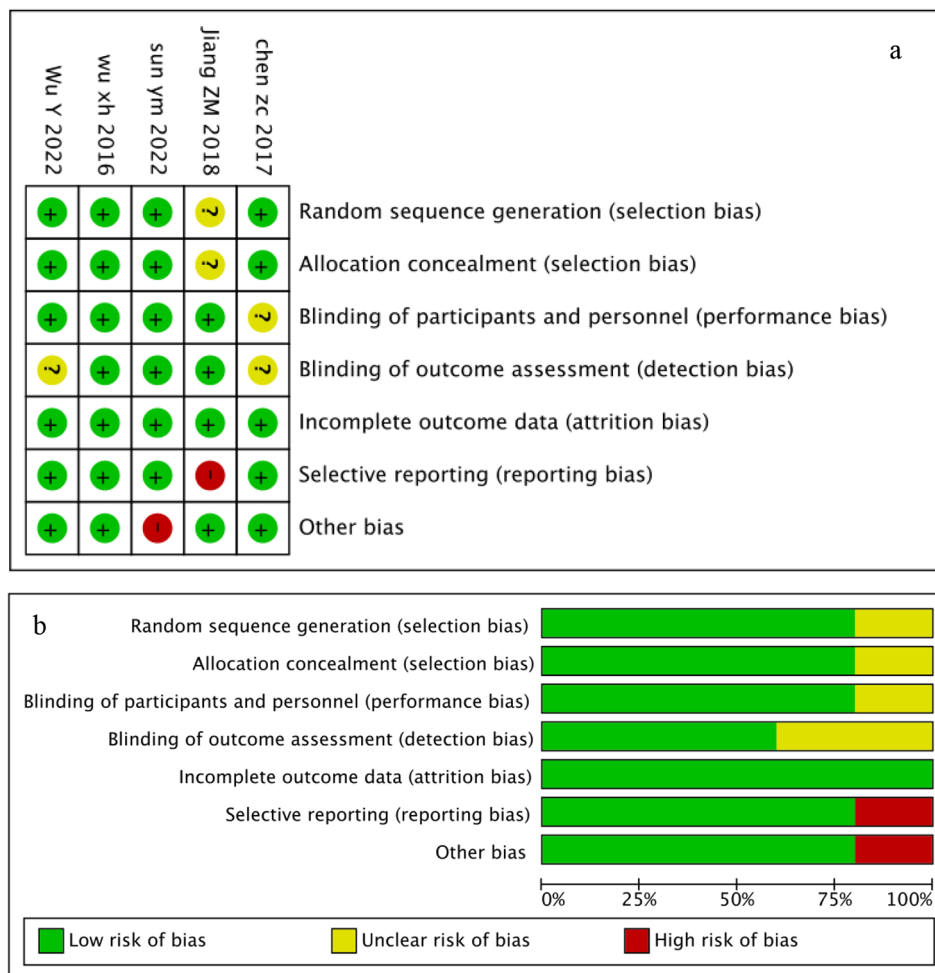 a
Wu Y 2022
wu xh 2016
sun ym 2022
Jiang ZM 2018
chen zc 2017
+ + + ? + Random sequence generation (selection bias)
+ + + ? + Allocation concealment (selection bias)
+ + + + ? Blinding of participants and personnel (performance bias)
? + + + ? Blinding of outcome assessment (detection bias)
+ + + + + Incomplete outcome data (attrition bias)
+ + + - + Selective reporting (reporting bias)
+ + - + + Other bias
b
Random sequence generation (selection bias)
Allocation concealment (selection bias)
Blinding of participants and personnel (performance bias)
Blinding of outcome assessment (detection bias)
Incomplete outcome data (attrition bias)
Selective reporting (reporting bias)
Other bias
0% 25% 50% 75% 100%
Low risk of bias Unclear risk of bias High risk of bias